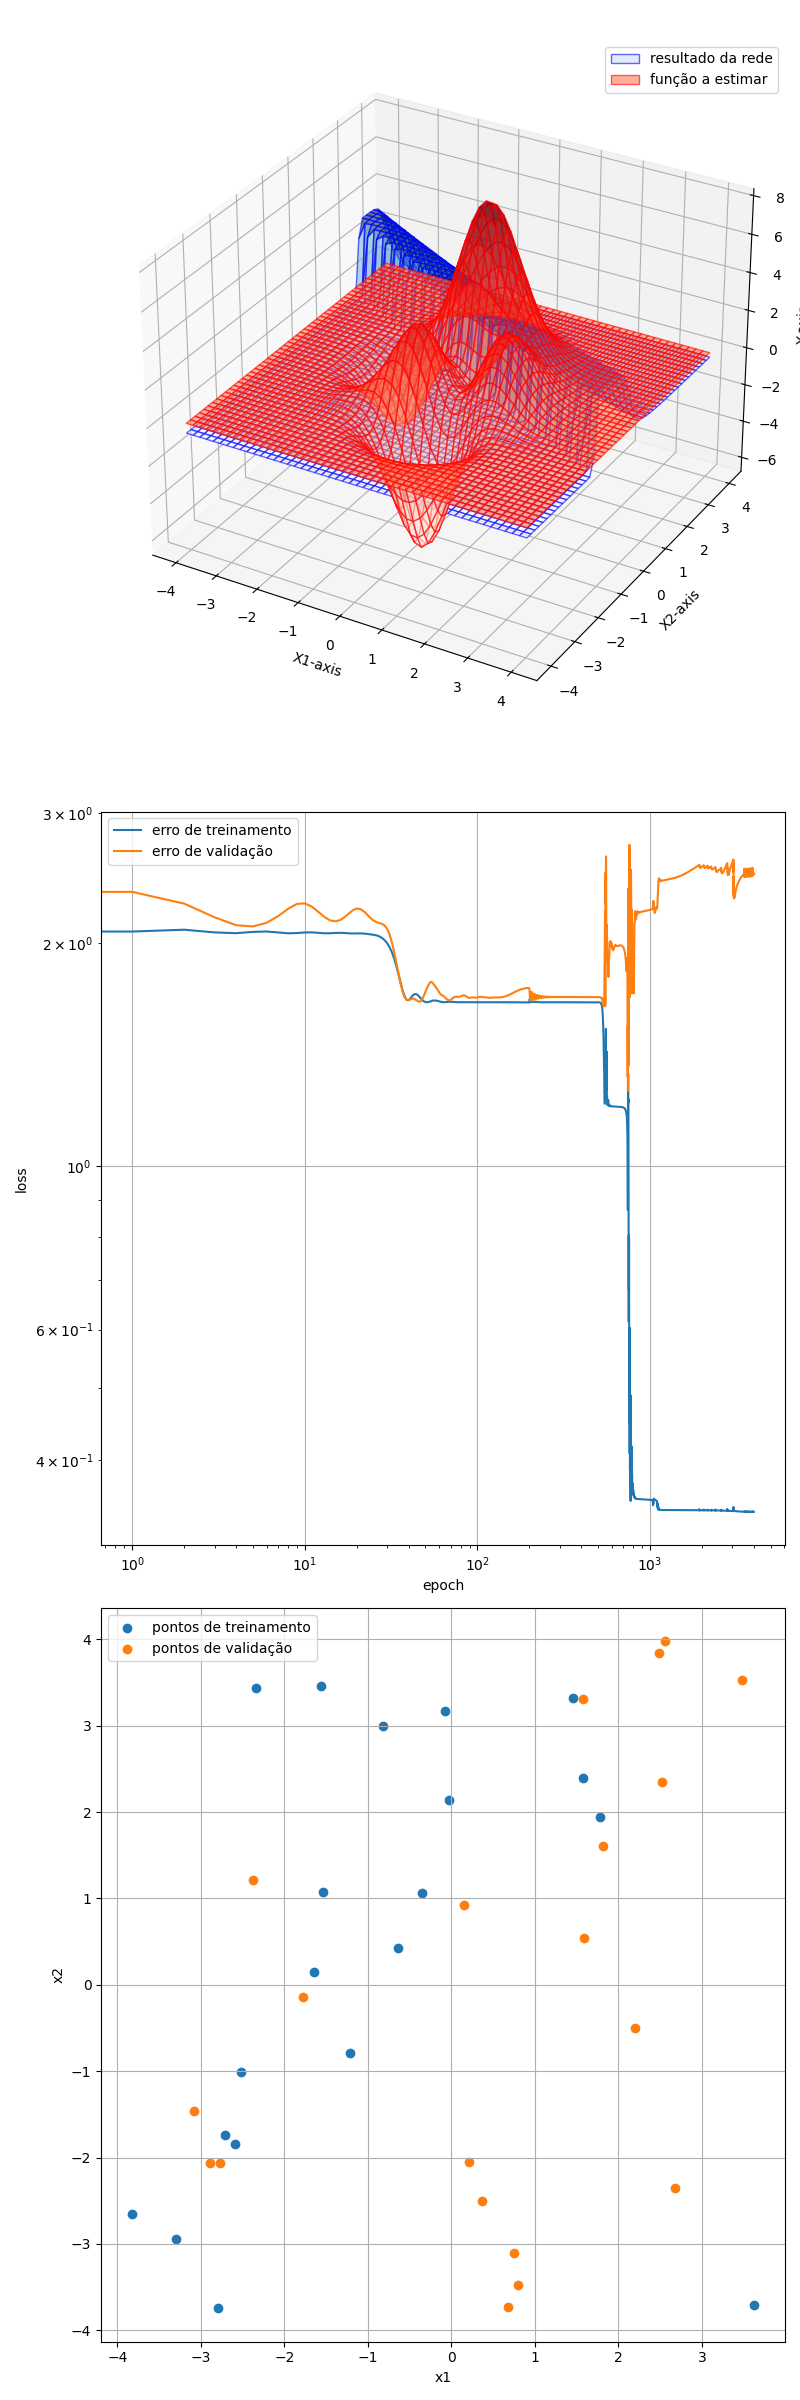 resultado da rede
função a estimar
8
6
4
2
0
−2
−4
−6
4
3
2
1
0
−1
−2
−3
−4
X2-axis
−4
−3
−2
−1
0
1
2
3
4
X1-axis
3 × 10⁰
erro de treinamento
erro de validação
2 × 10⁰
10⁰
loss
6 × 10⁻¹
4 × 10⁻¹
10⁰ 10¹ 10² 10³
epoch
pontos de treinamento
pontos de validação
4
3
2
1
0
x2
−1
−2
−3
−4
−4 −3 −2 −1 0 1 2 3
x1